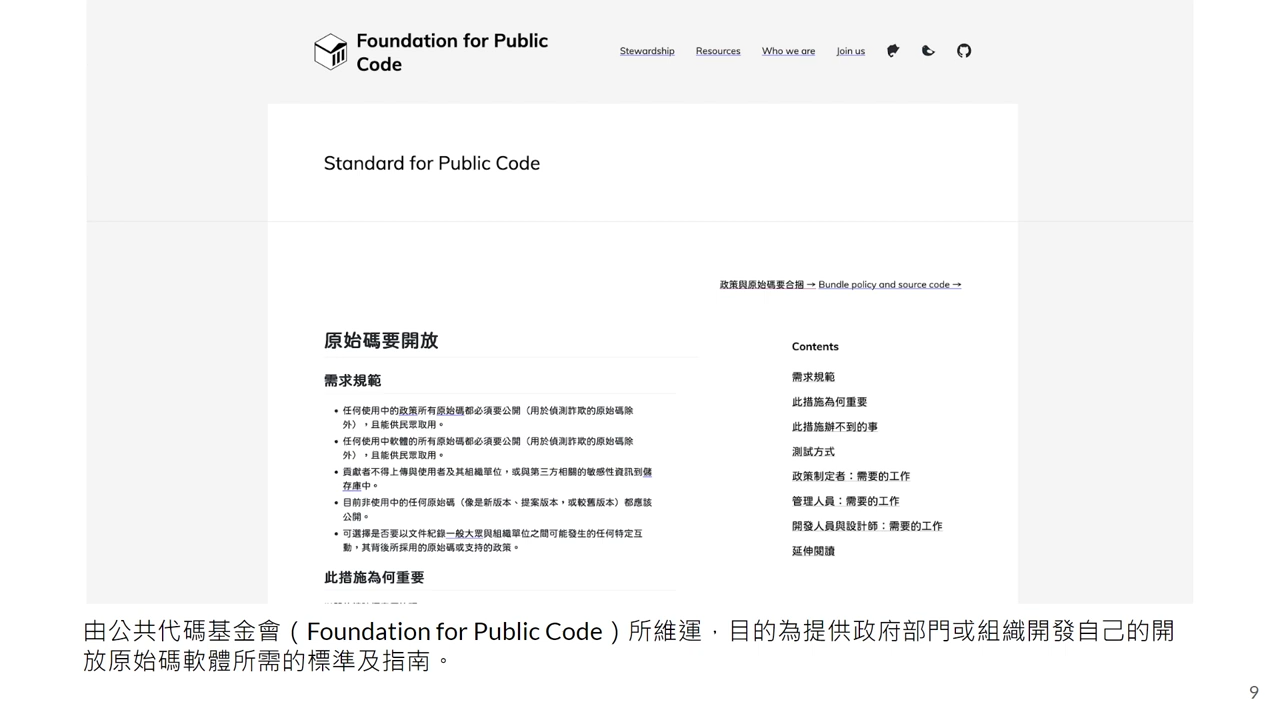 Foundation for Public
Code
Stewardship Resources Who we are Join us
Standard for Public Code
政策與原始碼要合捆 → Bundle policy and source code →
原始碼要開放
需求規範
• 任何使用中的政策所有原始碼都必須要公開（用於偵測詐欺的原始碼除
外），且能供民眾取用。
• 任何使用中軟體的所有原始碼都必須要公開（用於偵測詐欺的原始碼除
外），且能供民眾取用。
• 貢獻者不得上傳與使用者及其組織單位，或與第三方相關的敏感性資訊到儲
存庫中。
• 目前非使用中的任何原始碼（像是新版本、提案版本，或較舊版本）都應該
公開。
• 可選擇是否要以文件紀錄一般大眾與組織單位之間可能發生的任何特定互
動，其背後所採用的原始碼或支持的政策。
此措施為何重要
Contents
需求規範
此措施為何重要
此措施辦不到的事
測試方式
政策制定者：需要的工作
管理人員：需要的工作
開發人員與設計師：需要的工作
延伸閱讀
由公共代碼基金會（Foundation for Public Code）所維運，目的為提供政府部門或組織開發自己的開
放原始碼軟體所需的標準及指南。
9